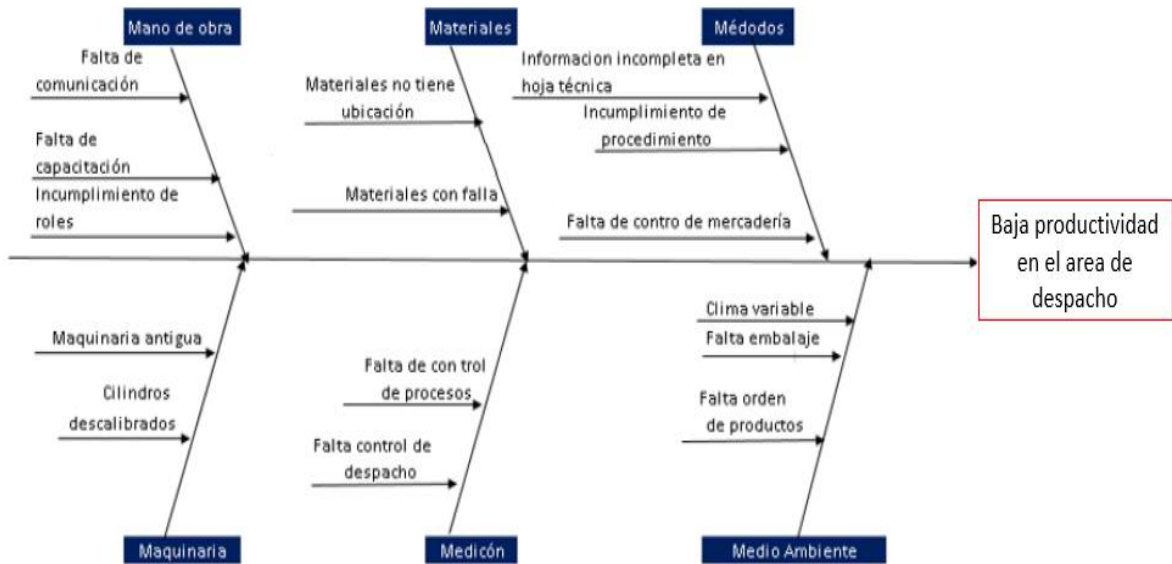 Mano de obra
Materiales
Médodos
Falta de
comunicación
Falta de
capacitación
Incumplimiento de
roles
Materiales no tiene
ubicación
Materiales con falla
Informacion incompleta en
hoja técnica
Incumplimiento de
procedimiento
Falta de contro de mercadería
Baja productividad
en el area de
despacho
Maquinaria antigua
Cilindros
descalibrados
Falta de con trol
de procesos
Falta control de
despacho
Clima variable
Falta embalaje
Falta orden
de productos
Maquinaria
Medicón
Medio Ambiente